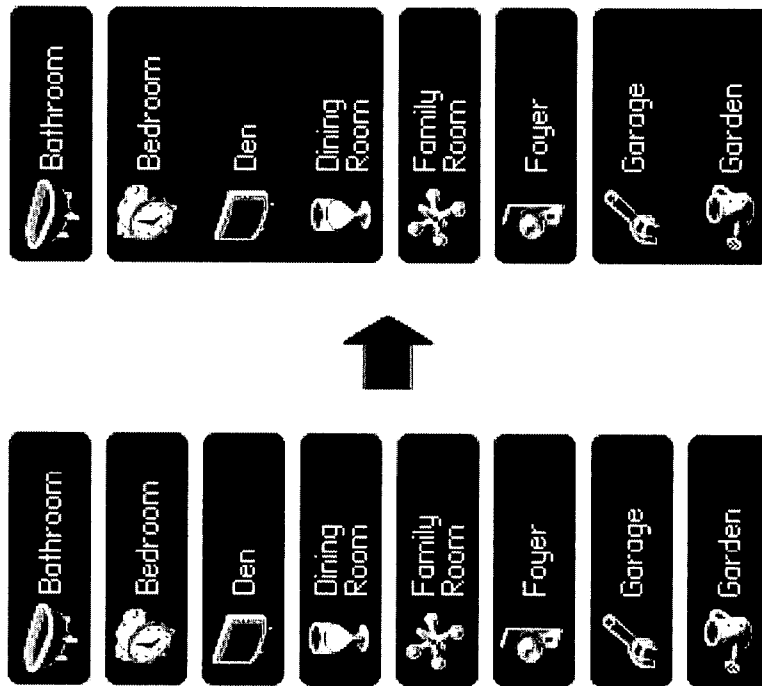 Bathroom
Bedroom
Den
Dining
Room
Family
Room
Foyer
Garage
Garden
Bathroom
Bedroom
Den
Dining
Room
Family
Room
Foyer
Garage
Garden